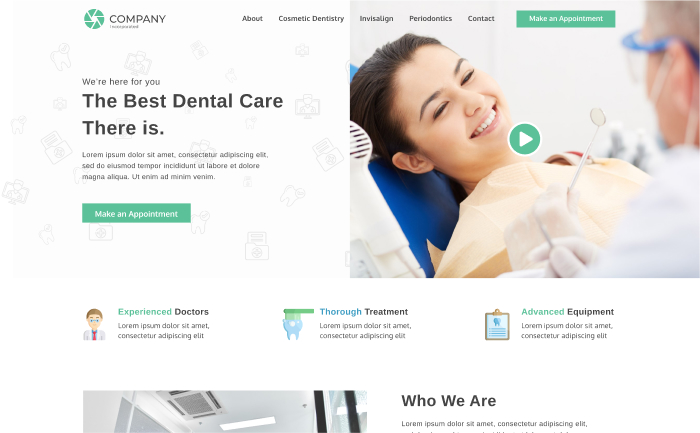 COMPANY
Incorporated
About Cosmetic Dentistry Invisalign Periodontics Contact Make an Appointment
We're here for you
The Best Dental Care
There is.
Lorem ipsum dolor sit amet, consectetur adipiscing elit,
sed do eiusmod tempor incididunt ut labore et dolore
magna aliqua. Ut enim ad minim venim.
Make an Appointment
Experienced Doctors
Lorem ipsum dolor sit amet,
consectetur adipiscing elit
Thorough Treatment
Lorem ipsum dolor sit amet,
consectetur adipiscing elit
Advanced Equipment
Lorem ipsum dolor sit amet,
consectetur adipiscing elit
Who We Are
Lorem ipsum dolor sit amet, consectetur adipiscing elit,